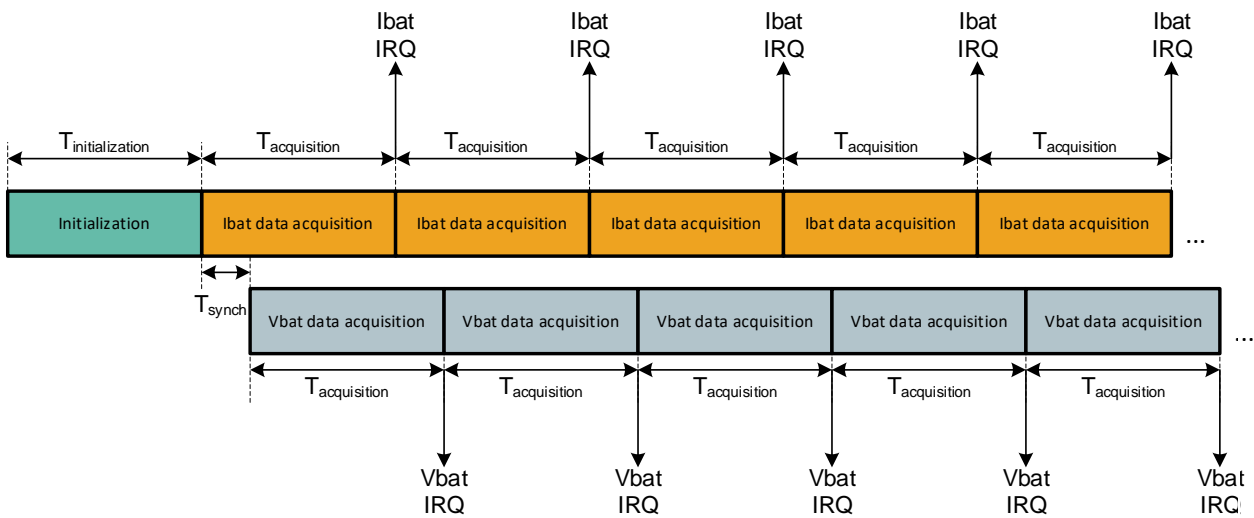 Ibat
IRQ
Ibat
IRQ
Ibat
IRQ
Ibat
IRQ
Ibat
IRQ
Tinitialization
Tacquisition
Tacquisition
Tacquisition
Tacquisition
Tacquisition
Initialization
Ibat data acquisition
Ibat data acquisition
Ibat data acquisition
Ibat data acquisition
Ibat data acquisition
...
Tsynch
Vbat data acquisition
Vbat data acquisition
Vbat data acquisition
Vbat data acquisition
Vbat data acquisition
...
Tacquisition
Tacquisition
Tacquisition
Tacquisition
Tacquisition
Vbat
IRQ
Vbat
IRQ
Vbat
IRQ
Vbat
IRQ
Vbat
IRQ